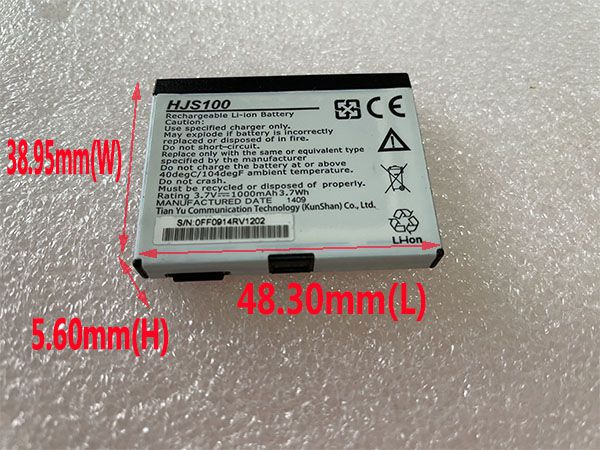 HJS100
Rechargeable Li-ion Battery
Caution:
Use specified charger only.
May explode if battery is incorrectly
replaced or disposed of in fire.
Do not short-circuit.
Replace only with same or equivalent type
specified by the manufacturer
Do not charge the battery at or above
40degC/104degF ambient temperature.
Must be recycled or disposed of properly.
Rating 3.7V 1000mAh 3.7Wh
MANUFACTURED DATE 1409
Tian Yu Communication Technology (KunShan) Co., Ltd.
S/N:0FF0914RV1202
CE
Li-ion
38.95mm(W)
48.30mm(L)
5.60mm(H)